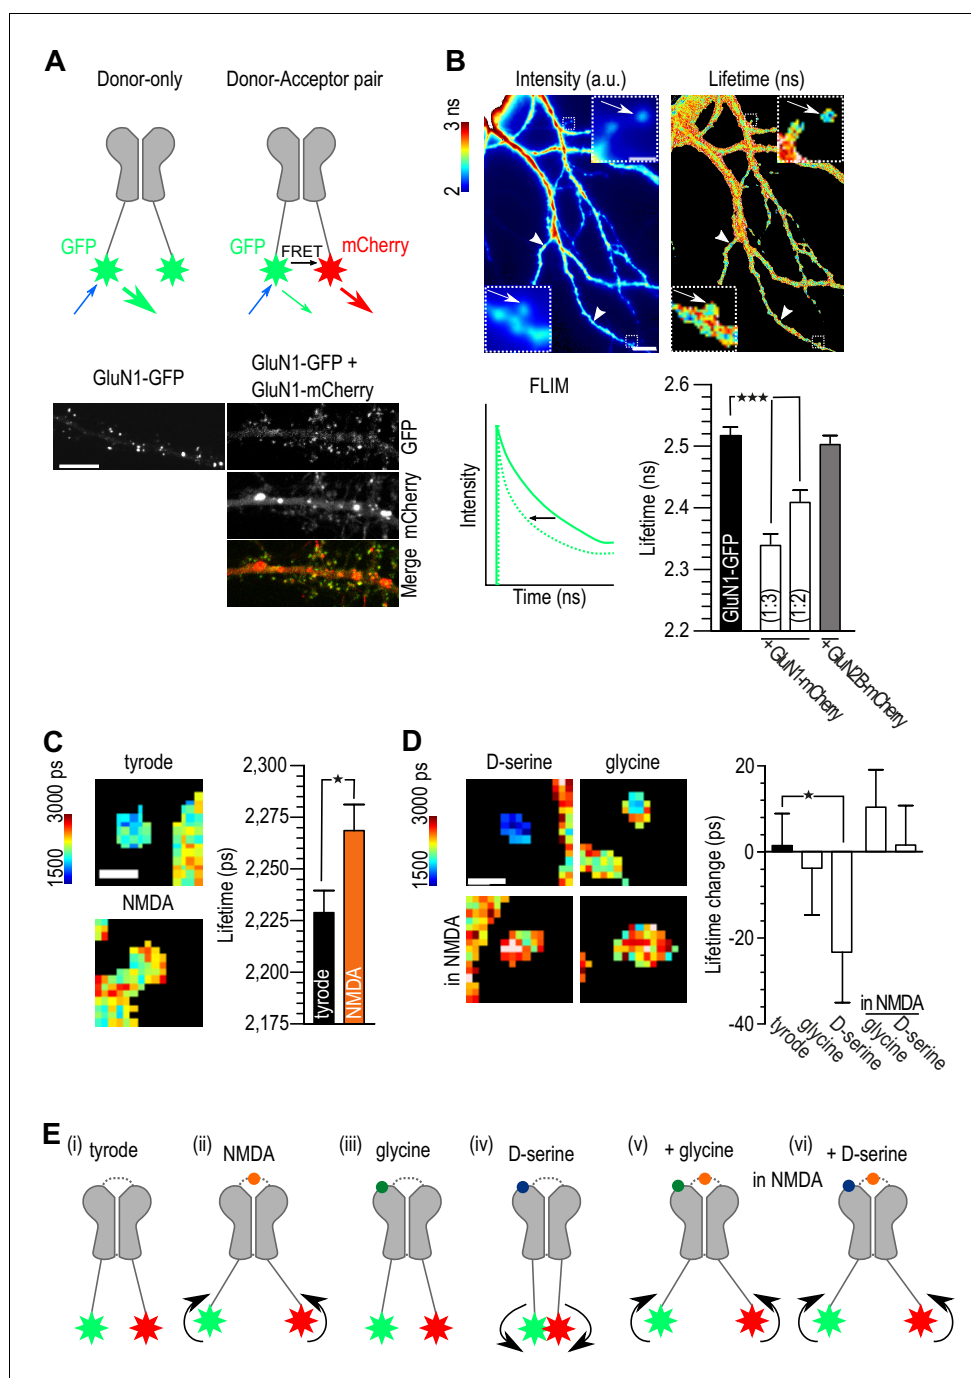 A
Donor-only
Donor-Acceptor pair
GFP
GFP
FRET
mCherry
GluN1-GFP
GluN1-GFP +
GluN1-mCherry
GFP
mCherry
Merge
B
Intensity (a.u.)
Lifetime (ns)
3 ns
2
FLIM
Intensity
Time (ns)
Lifetime (ns)
2.6
2.5
2.4
2.3
2.2
★★★
GluN1-GFP
(1:3)
(1:2)
+GluN1-mCherry
+GluN2B-mCherry
C
tyrode
3000 ps
1500
NMDA
Lifetime (ps)
2,300
2,275
2,250
2,225
2,200
2,175
★
tyrode
NMDA
D
D-serine
glycine
3000 ps
1500
in NMDA
Lifetime change (ps)
20
0
-20
-40
★
in NMDA
tyrode
glycine
D-serine
glycine
D-serine
E
(i)
tyrode
(ii)
NMDA
(iii)
glycine
(iv)
D-serine
(v)
+ glycine
in NMDA
(vi)
+ D-serine